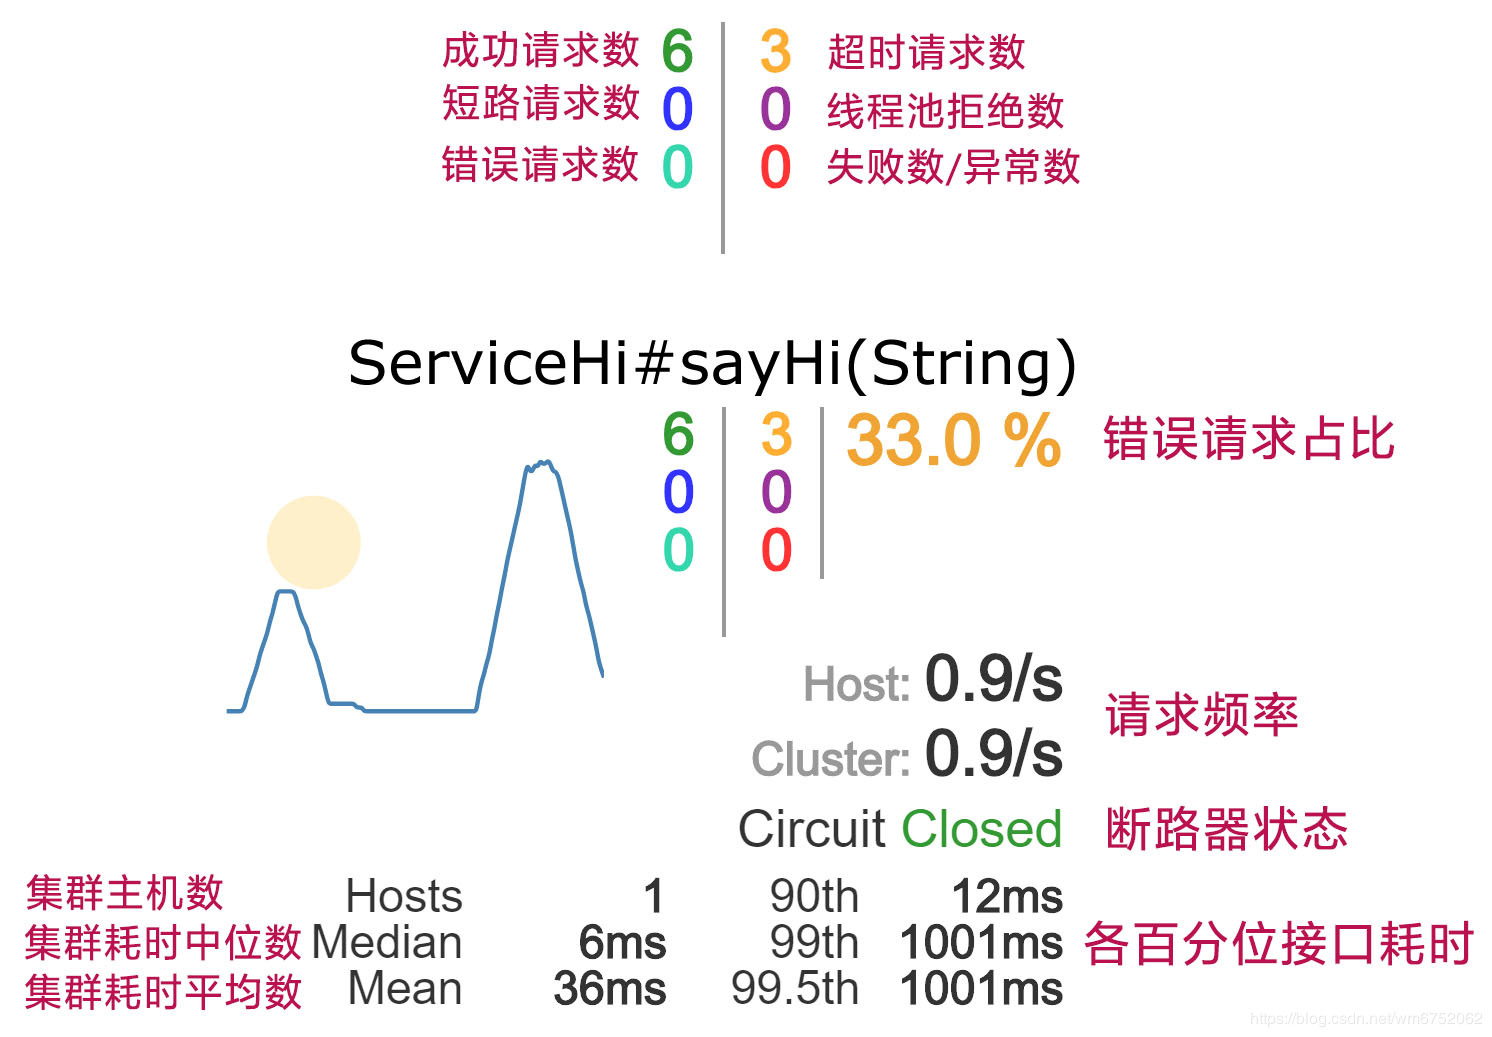 成功请求数 6 3 超时请求数
短路请求数 0 0 线程池拒绝数
错误请求数 0 0 失败数/异常数
ServiceHi#sayHi(String)
6 3 33.0 % 错误请求占比
0 0
0 0
Host: 0.9/s
请求频率
Cluster: 0.9/s
Circuit Closed 断路器状态
集群主机数 Hosts 1 90th 12ms
集群耗时中位数 Median 6ms 99th 1001ms 各百分位接口耗时
集群耗时平均数 Mean 36ms 99.5th 1001ms
https://blog.csdn.net/wm6752062